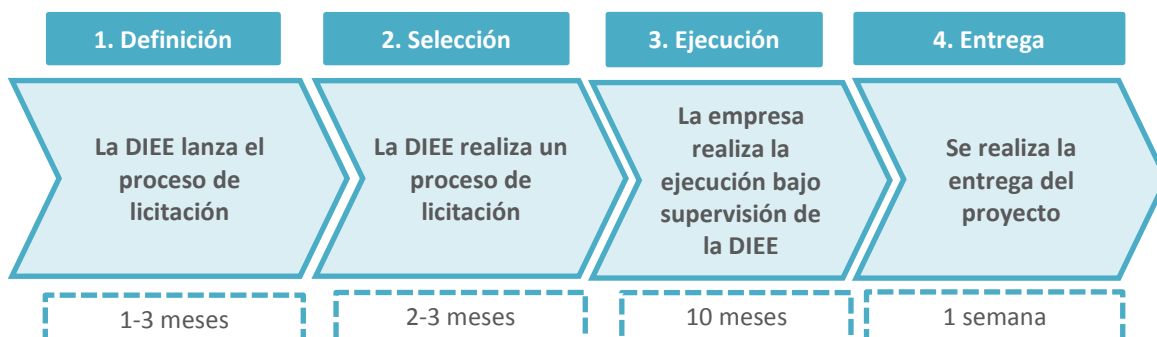 1. Definición
2. Selección
3. Ejecución
4. Entrega
La DIEE lanza el
proceso de
licitación
La DIEE realiza un
proceso de
licitación
La empresa
realiza la
ejecución bajo
supervisión de
la DIEE
Se realiza la
entrega del
proyecto
1-3 meses
2-3 meses
10 meses
1 semana